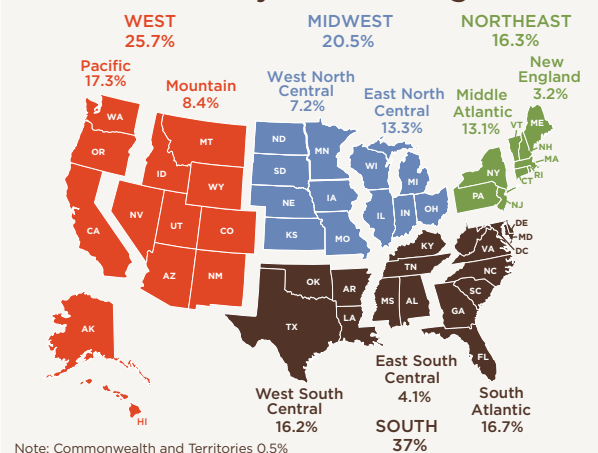 WEST
25.7%
MIDWEST
20.5%
NORTHEAST
16.3%
Pacific
17.3%
Mountain
8.4%
West North
Central
7.2%
East North
Central
13.3%
Middle
Atlantic
13.1%
New
England
3.2%
WA
OR
CA
ID
NV
MT
WY
UT
CO
AZ
NM
AK
HI
ND
SD
NE
KS
MN
IA
MO
WI
MI
IL
IN
OH
VT
ME
NH
MA
RI
CT
NY
PA
NJ
DE
MD
DC
VA
KY
TN
NC
SC
GA
FL
MS
AL
OK
AR
TX
LA
West South
Central
16.2%
East South
Central
4.1%
South
Atlantic
16.7%
SOUTH
37%
Note: Commonwealth and Territories 0.5%